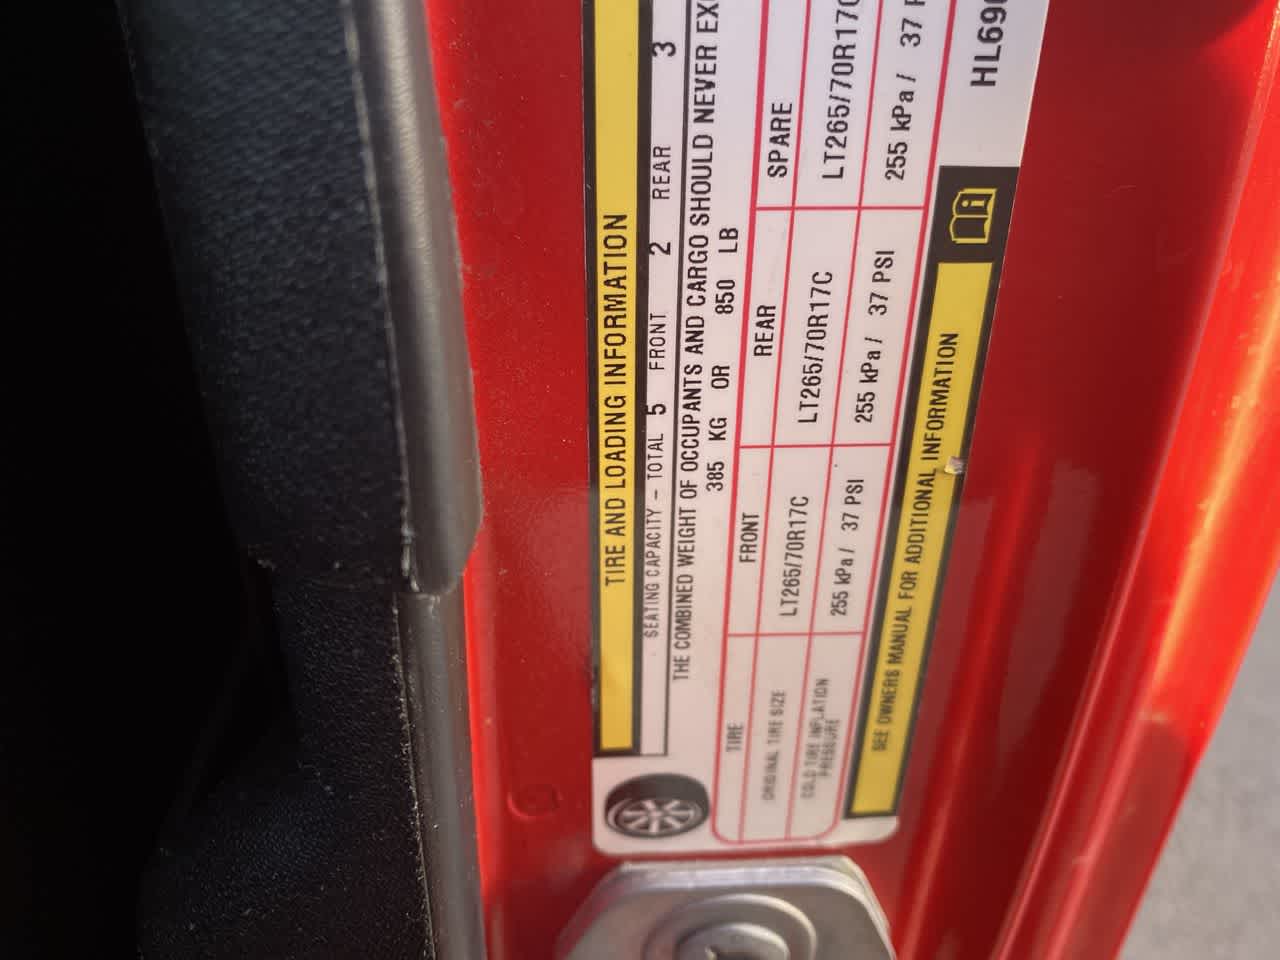 TIRE AND LOADING INFORMATION
SEATING CAPACITY - TOTAL 5 FRONT 2 REAR 3
THE COMBINED WEIGHT OF OCCUPANTS AND CARGO SHOULD NEVER
385 KG OR 850 LB
TIRE FRONT REAR SPARE
ORIGINAL TIRE SIZE LT265/70R17C LT265/70R17C LT265/70R17C
COLD TIRE INFLATION PRESSURE 255 kPa / 37 PSI 255 kPa / 37 PSI 255 kPa / 37
SEE OWNERS MANUAL FOR ADDITIONAL INFORMATION
HL690